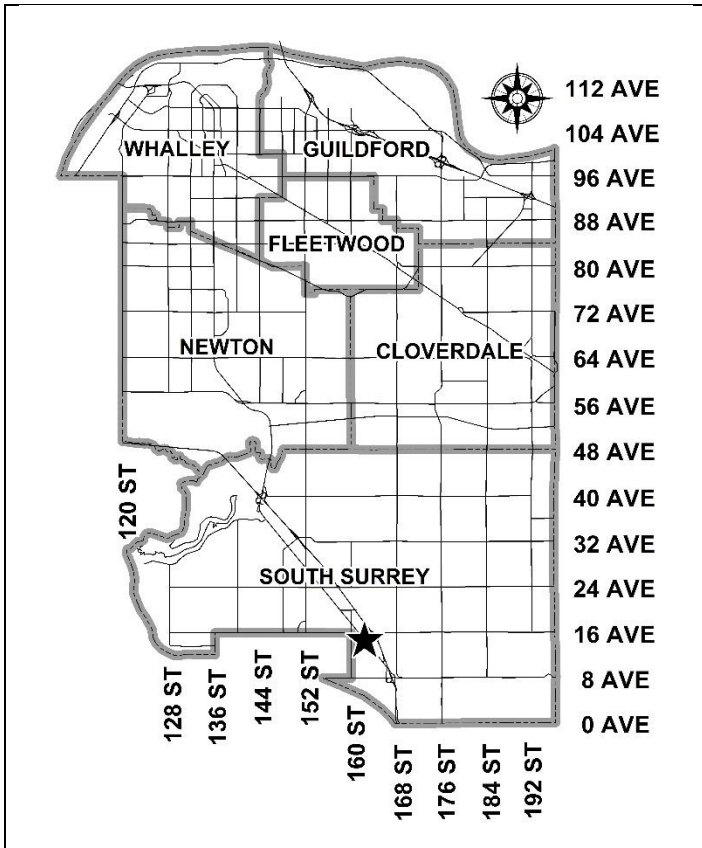 112 AVE
104 AVE
WHALLEY
GUILDFORD
96 AVE
88 AVE
FLEETWOOD
80 AVE
72 AVE
NEWTON
CLOVERDALE
64 AVE
56 AVE
48 AVE
120 ST
40 AVE
32 AVE
SOUTH SURREY
24 AVE
16 AVE
128 ST
136 ST
144 ST
152 ST
8 AVE
160 ST
0 AVE
168 ST
176 ST
184 ST
192 ST